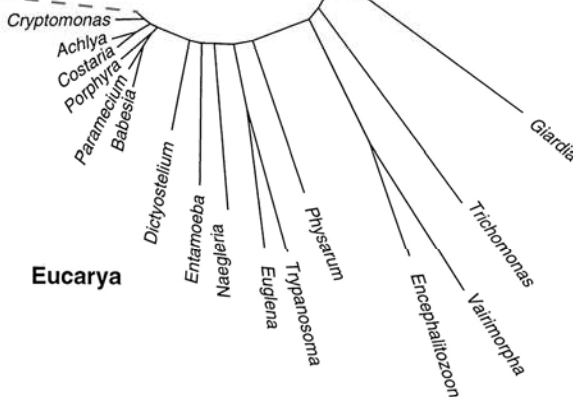 Cryptomonas
Achlya
Costaria
Porphyra
Paramecium
Babesia
Dictyostelium
Entamoeba
Naegleria
Euglena
Trypanosoma
Physarum
Encephalitozoon
Vairimorpha
Trichomonas
Giardia
Eucarya